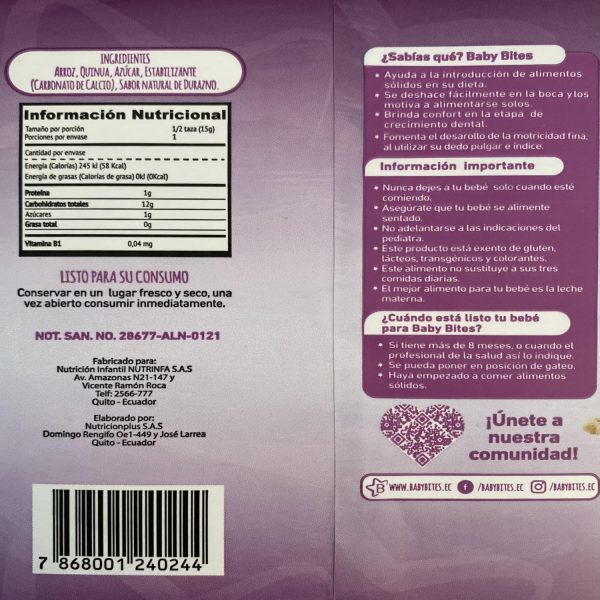 INGREDIENTES
ARROZ, QUINUA, AZÚCAR, ESTABILIZANTE
(CARBONATO DE CALCIO), SABOR NATURAL DE DURAZNO.
Información Nutricional
Tamaño por porción 1/2 taza (15g)
Porciones por envase 1
Cantidad por envase
Energía (Calorías) 245 kl (58 Kcal)
Energía de grasas (Calorías de grasa) 0kl (0Kcal)
Proteína 1g
Carbohidratos totales 12g
Azúcares 1g
Grasa total 0g
Vitamina B1 0,04 mg
LISTO PARA SU CONSUMO
Conservar en un lugar fresco y seco, una
vez abierto consumir inmediatamente.
NOT. SAN. NO. 28677-ALN-0121
Fabricado para:
Nutrición Infantil NUTRINFA S.A.S
Av. Amazonas N21-147 y
Vicente Ramón Roca
Telf: 2566-777
Quito - Ecuador
Elaborado por:
Nutricionplus S.A.S
Domingo Rengifo Oe1-449 y José Larrea
Quito - Ecuador
7 868001 240244
¿Sabías qué? Baby Bites
• Ayuda a la introducción de alimentos
sólidos en su dieta.
• Se deshace fácilmente en la boca y los
motiva a alimentarse solos.
• Brinda confort en la etapa de
crecimiento dental.
• Fomenta el desarollo de la motricidad fina,
al utilizar su dedo pulgar e índice.
Información importante
• Nunca dejes a tu bebé solo cuando esté
comiendo.
• Asegúrate que tu bebé se alimente
sentado.
• No adelantarse a las indicaciones del
pediatra.
• Este producto está exento de gluten,
lácteos, transgénicos y colorantes.
• Este alimento no sustituye a sus tres
comidas diarias.
• El mejor alimento para tu bebé es la leche
materna.
¿Cuándo está listo tu bebé
para Baby Bites?
• Si tiene más de 8 meses, o cuando el
profesional de la salud así lo indique.
• Se pueda poner en posición de gateo.
• Haya empezado a comer alimentos
sólidos.
¡Únete a
nuestra
comunidad!
WWW.BABYBITES.EC /BABYBITES.EC /BABYBITES.EC